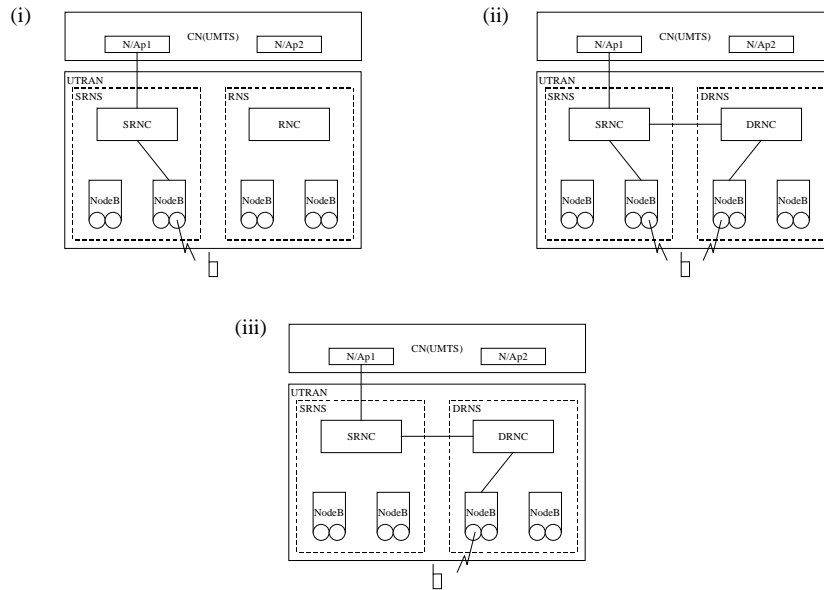 (i)
CN(UMTS)
N/Ap1
N/Ap2
UTRAN
SRNS
RNS
SRNC
RNC
NodeB
NodeB
NodeB
NodeB
(ii)
CN(UMTS)
N/Ap1
N/Ap2
UTRAN
SRNS
DRNS
SRNC
DRNC
NodeB
NodeB
NodeB
NodeB
(iii)
CN(UMTS)
N/Ap1
N/Ap2
UTRAN
SRNS
DRNS
SRNC
DRNC
NodeB
NodeB
NodeB
NodeB